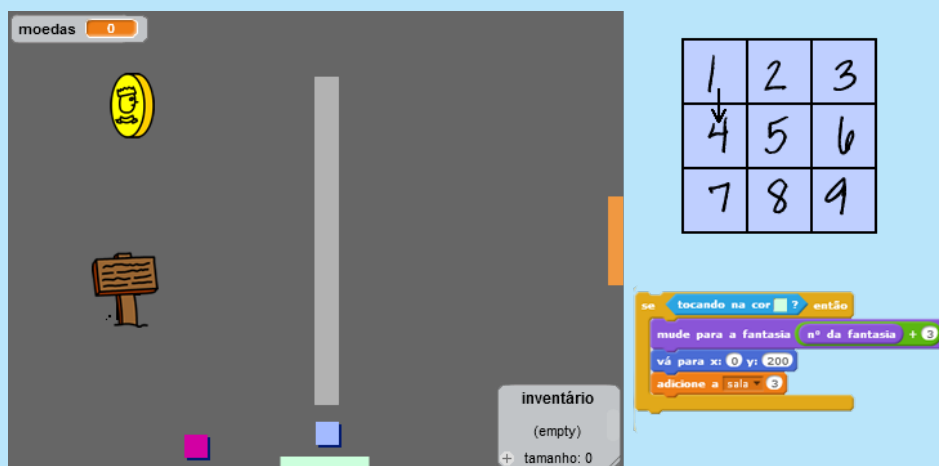 moedas 0
1 2 3
4 5 6
7 8 9
se tocando na cor ? então
mude para a fantasia nº da fantasia + 3
vá para x: 0 y: 200
adicione a sala 3
inventário
(empty)
+ tamanho: 0